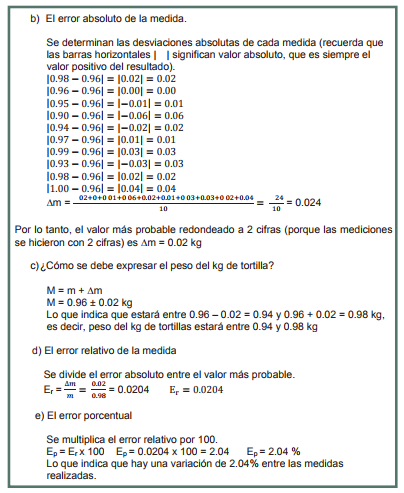 b) El error absoluto de la medida.
Se determinan las desviaciones absolutas de cada medida (recuerda que
las barras horizontales | | significan valor absoluto, que es siempre el
valor positivo del resultado).
|0.98 − 0.96| = |0.02| = 0.02
|0.96 − 0.96| = |0.00| = 0.00
|0.95 − 0.96| = |−0.01| = 0.01
|0.90 − 0.96| = |−0.06| = 0.06
|0.94 − 0.96| = |−0.02| = 0.02
|0.97 − 0.96| = |0.01| = 0.01
|0.99 − 0.96| = |0.03| = 0.03
|0.93 − 0.96| = |−0.03| = 0.03
|0.98 − 0.96| = |0.02| = 0.02
|1.00 − 0.96| = |0.04| = 0.04
Δm = 02+0+0 01+0 06+0.02+0.01+0 03+0.03+0 02+0.04 / 10 = 24 / 10 = 0.024
Por lo tanto, el valor más probable redondeado a 2 cifras (porque las mediciones
se hicieron con 2 cifras) es Δm = 0.02 kg
c) ¿Cómo se debe expresar el peso del kg de tortilla?
M = m + Δm
M = 0.96 ± 0.02 kg
Lo que indica que estará entre 0.96 – 0.02 = 0.94 y 0.96 + 0.02 = 0.98 kg,
es decir, peso del kg de tortillas estará entre 0.94 y 0.98 kg
d) El error relativo de la medida
Se divide el error absoluto entre el valor más probable.
Er = Δm / m = 0.02 / 0.98 = 0.0204 Er = 0.0204
e) El error porcentual
Se multiplica el error relativo por 100.
Ep = Er x 100 Ep = 0.0204 x 100 = 2.04 Ep = 2.04 %
Lo que indica que hay una variación de 2.04% entre las medidas
realizadas.